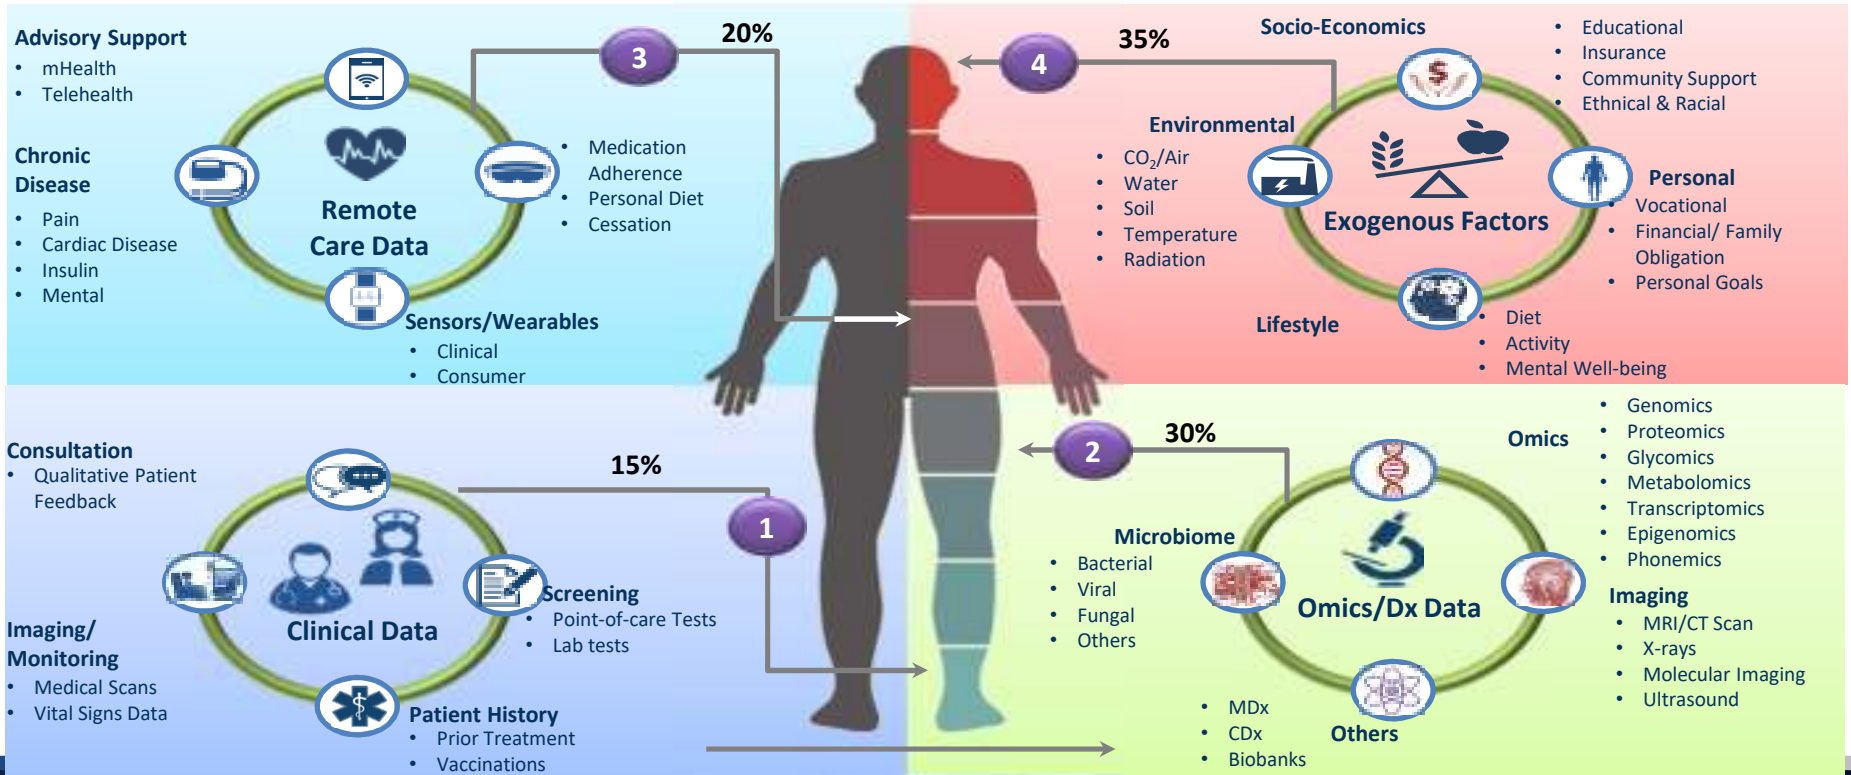 Advisory Support
• mHealth
• Telehealth
Chronic
Disease
• Pain
• Cardiac Disease
• Insulin
• Mental
Remote
Care Data
• Medication
Adherence
• Personal Diet
• Cessation
Sensors/Wearables
• Clinical
• Consumer
3
20%
4
35%
Socio-Economics
• Educational
• Insurance
• Community Support
• Ethnical & Racial
Environmental
• CO₂/Air
• Water
• Soil
• Temperature
• Radiation
Exogenous Factors
Personal
• Vocational
• Financial/ Family
Obligation
• Personal Goals
Lifestyle
• Diet
• Activity
• Mental Well-being
Consultation
• Qualitative Patient
Feedback
15%
1
Clinical Data
Screening
• Point-of-care Tests
• Lab tests
Imaging/
Monitoring
• Medical Scans
• Vital Signs Data
Patient History
• Prior Treatment
• Vaccinations
2
30%
Omics
• Genomics
• Proteomics
• Glycomics
• Metabolomics
• Transcriptomics
• Epigenomics
• Phonemics
Microbiome
• Bacterial
• Viral
• Fungal
• Others
Omics/Dx Data
Imaging
• MRI/CT Scan
• X-rays
• Molecular Imaging
• Ultrasound
• MDx
• CDx
• Biobanks
Others